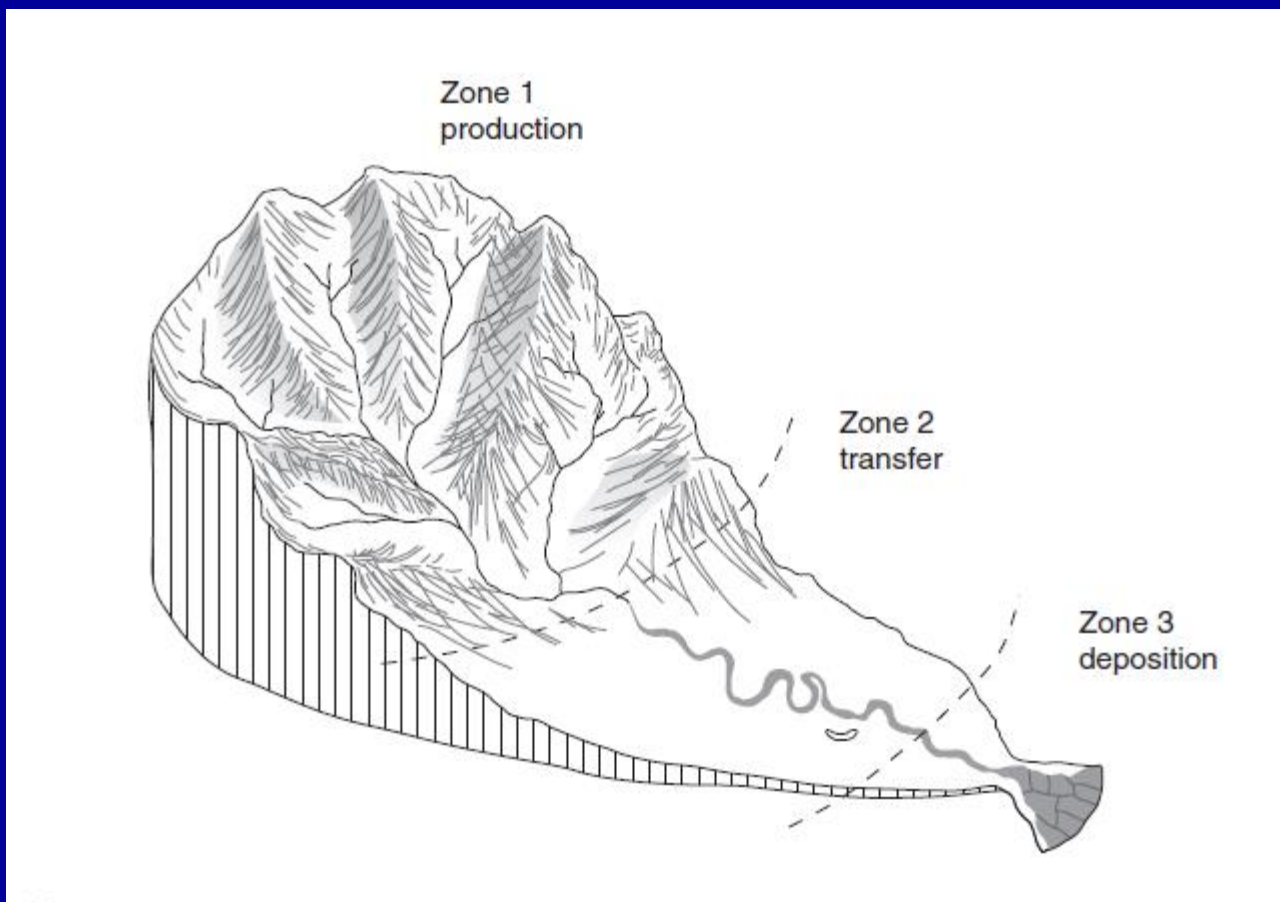 Zone 1
production
Zone 2
transfer
Zone 3
deposition